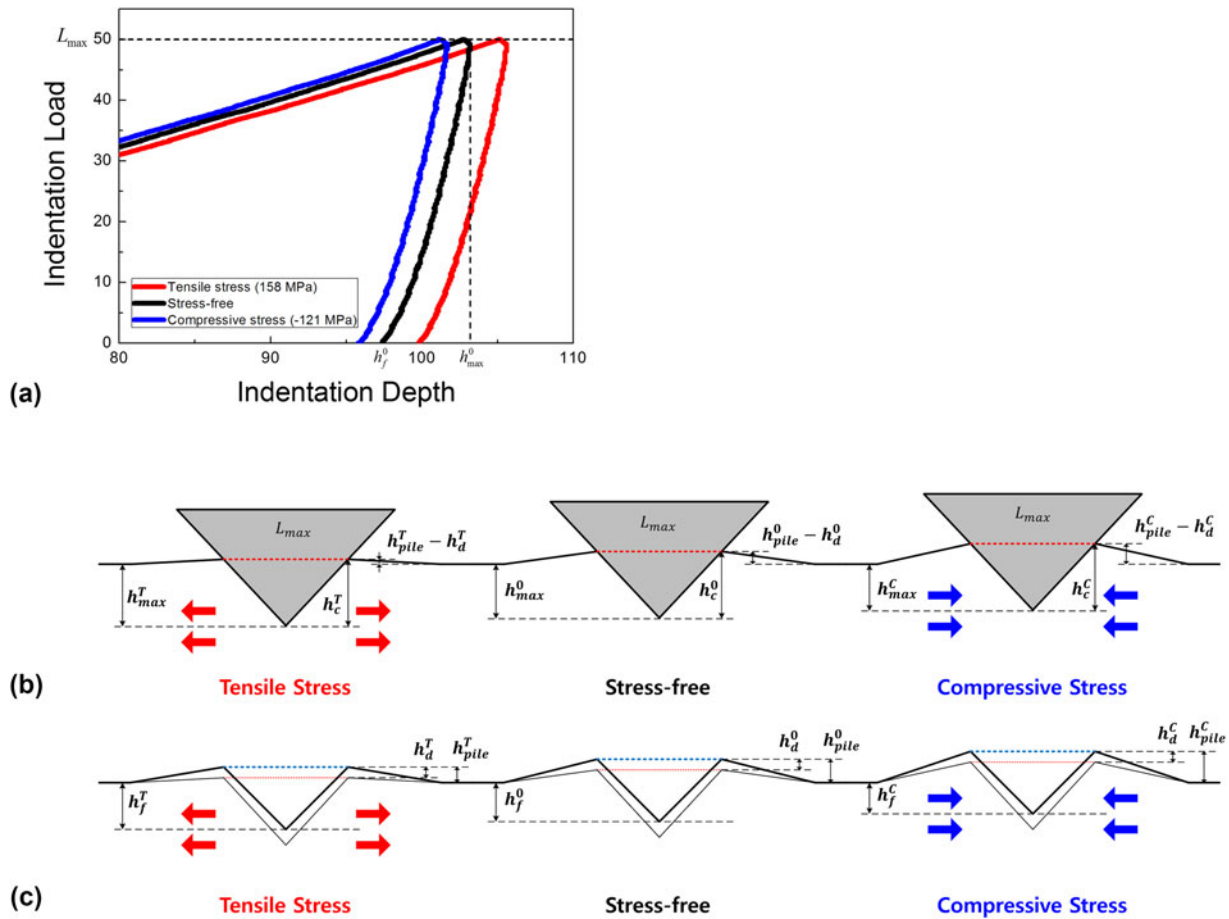 L_max
50
40
30
20
10
0
Indentation Load
Tensile stress (158 MPa)
Stress-free
Compressive stress (-121 MPa)
80 90 h_f^0 100 h_max^0 110
Indentation Depth
(a)
L_max L_max L_max
h_pile^T − h_d^T h_pile^0 − h_d^0 h_pile^C − h_d^C
h_max^T h_c^T h_max^0 h_c^0 h_max^C h_c^C
(b)
Tensile Stress Stress-free Compressive Stress
h_d^T h_pile^T h_d^0 h_pile^0 h_d^C h_pile^C
h_f^T h_f^0 h_f^C
(c)
Tensile Stress Stress-free Compressive Stress